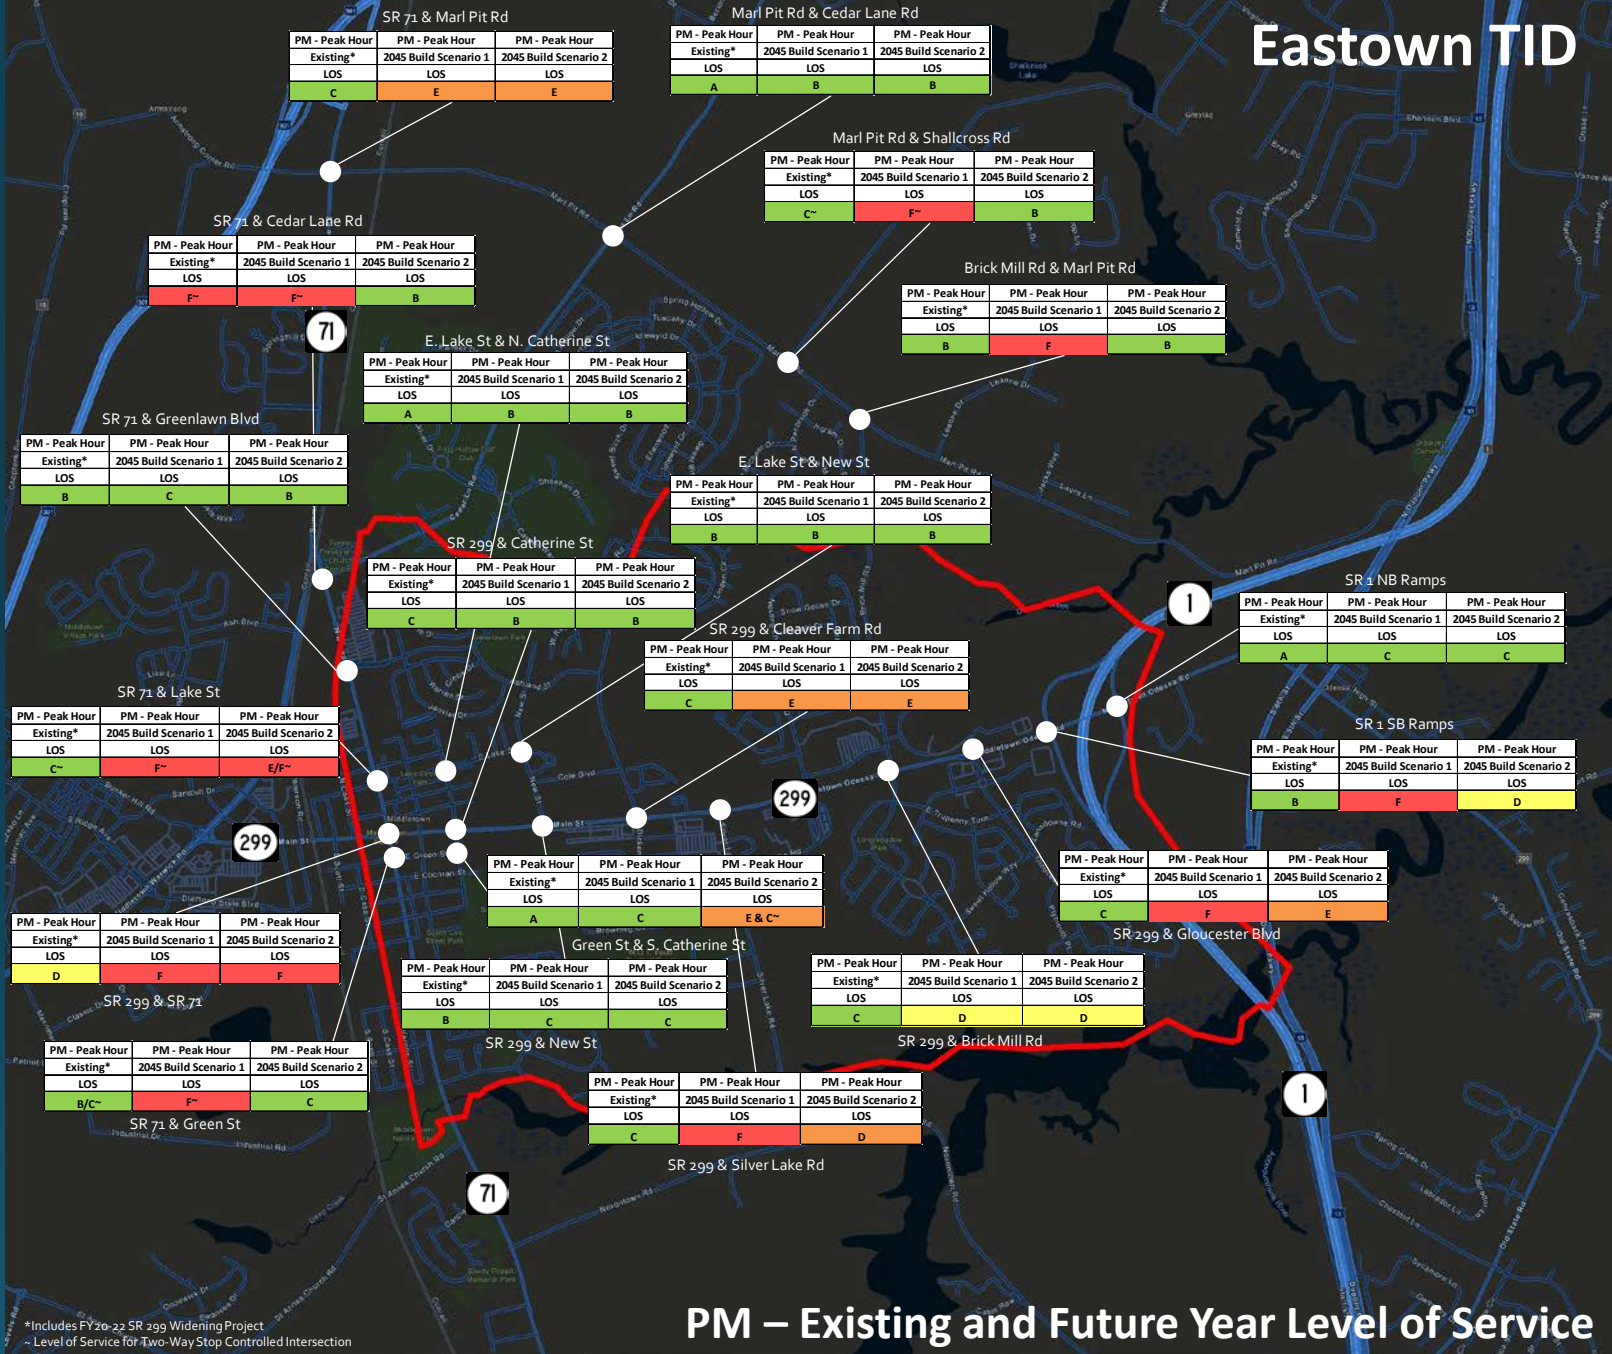 Eastown TID
SR 71 & Marl Pit Rd
PM - Peak Hour PM - Peak Hour PM - Peak Hour
Existing* 2045 Build Scenario 1 2045 Build Scenario 2
LOS LOS LOS
C E E
Marl Pit Rd & Cedar Lane Rd
PM - Peak Hour PM - Peak Hour PM - Peak Hour
Existing* 2045 Build Scenario 1 2045 Build Scenario 2
LOS LOS LOS
A B B
Marl Pit Rd & Shallcross Rd
PM - Peak Hour PM - Peak Hour PM - Peak Hour
Existing* 2045 Build Scenario 1 2045 Build Scenario 2
LOS LOS LOS
C~ F~ B
SR 71 & Cedar Lane Rd
PM - Peak Hour PM - Peak Hour PM - Peak Hour
Existing* 2045 Build Scenario 1 2045 Build Scenario 2
LOS LOS LOS
F~ F~ B
Brick Mill Rd & Marl Pit Rd
PM - Peak Hour PM - Peak Hour PM - Peak Hour
Existing* 2045 Build Scenario 1 2045 Build Scenario 2
LOS LOS LOS
B F B
71
E. Lake St & N. Catherine St
PM - Peak Hour PM - Peak Hour PM - Peak Hour
Existing* 2045 Build Scenario 1 2045 Build Scenario 2
LOS LOS LOS
A B B
SR 71 & Greenlawn Blvd
PM - Peak Hour PM - Peak Hour PM - Peak Hour
Existing* 2045 Build Scenario 1 2045 Build Scenario 2
LOS LOS LOS
B C B
E. Lake St & New St
PM - Peak Hour PM - Peak Hour PM - Peak Hour
Existing* 2045 Build Scenario 1 2045 Build Scenario 2
LOS LOS LOS
B B B
SR 299 & Catherine St
PM - Peak Hour PM - Peak Hour PM - Peak Hour
Existing* 2045 Build Scenario 1 2045 Build Scenario 2
LOS LOS LOS
C B B
1
SR 1 NB Ramps
PM - Peak Hour PM - Peak Hour PM - Peak Hour
Existing* 2045 Build Scenario 1 2045 Build Scenario 2
LOS LOS LOS
A C C
SR 299 & Cleaver Farm Rd
PM - Peak Hour PM - Peak Hour PM - Peak Hour
Existing* 2045 Build Scenario 1 2045 Build Scenario 2
LOS LOS LOS
C E E
SR 71 & Lake St
PM - Peak Hour PM - Peak Hour PM - Peak Hour
Existing* 2045 Build Scenario 1 2045 Build Scenario 2
LOS LOS LOS
C~ F~ E/F~
SR 1 SB Ramps
PM - Peak Hour PM - Peak Hour PM - Peak Hour
Existing* 2045 Build Scenario 1 2045 Build Scenario 2
LOS LOS LOS
B F D
299
299
PM - Peak Hour PM - Peak Hour PM - Peak Hour
Existing* 2045 Build Scenario 1 2045 Build Scenario 2
LOS LOS LOS
A C E & C~
Green St & S. Catherine St
PM - Peak Hour PM - Peak Hour PM - Peak Hour
Existing* 2045 Build Scenario 1 2045 Build Scenario 2
LOS LOS LOS
C F E
SR 299 & Gloucester Blvd
PM - Peak Hour PM - Peak Hour PM - Peak Hour
Existing* 2045 Build Scenario 1 2045 Build Scenario 2
LOS LOS LOS
D F F
SR 299 & SR 71
PM - Peak Hour PM - Peak Hour PM - Peak Hour
Existing* 2045 Build Scenario 1 2045 Build Scenario 2
LOS LOS LOS
B C C
SR 299 & New St
PM - Peak Hour PM - Peak Hour PM - Peak Hour
Existing* 2045 Build Scenario 1 2045 Build Scenario 2
LOS LOS LOS
C D D
SR 299 & Brick Mill Rd
PM - Peak Hour PM - Peak Hour PM - Peak Hour
Existing* 2045 Build Scenario 1 2045 Build Scenario 2
LOS LOS LOS
B/C~ F~ C
SR 71 & Green St
PM - Peak Hour PM - Peak Hour PM - Peak Hour
Existing* 2045 Build Scenario 1 2045 Build Scenario 2
LOS LOS LOS
C F D
SR 299 & Silver Lake Rd
1
71
*Includes FY20-22 SR 299 Widening Project
~ Level of Service for Two-Way Stop Controlled Intersection
PM – Existing and Future Year Level of Service